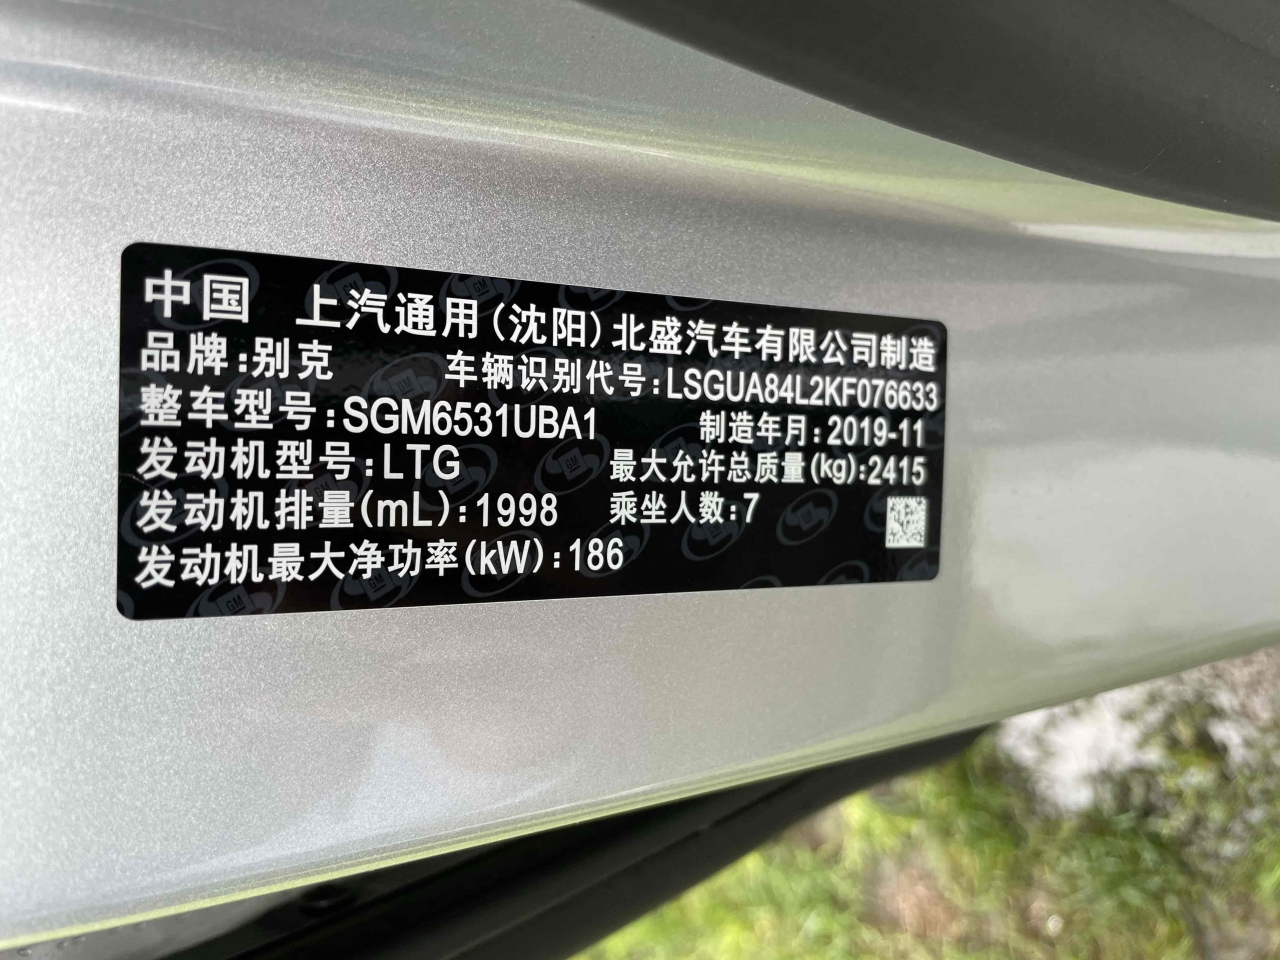 中国 上汽通用(沈阳)北盛汽车有限公司制造
品牌:别克 车辆识别代号:LSGUA84L2KF076633
整车型号:SGM6531UBA1 制造年月:2019-11
发动机型号:LTG 最大允许总质量(kg):2415
发动机排量(mL):1998 乘坐人数:7
发动机最大净功率(kW):186